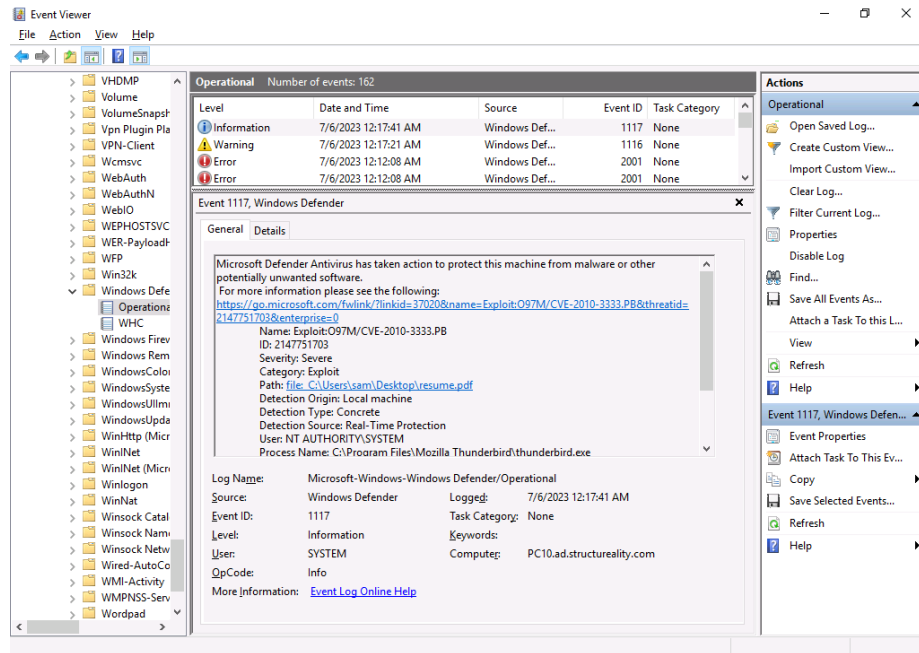 Event Viewer
File Action View Help
VHDMP
Volume
VolumeSnapsh
Vpn Plugin Pla
VPN-Client
Wcmsvc
WebAuth
WebAuthN
WebIO
WEPHOSTSVC
WER-PayloadH
WFP
Win32k
Windows Defe
Operationa
WHC
Windows Firev
Windows Rem
WindowsColor
WindowsSyste
WindowsUIImr
WindowsUpda
WinHttp (Micr
WinINet
WinINet (Micro
Winlogon
WinNat
Winsock Catal
Winsock Name
Winsock Netw
Wired-AutoCo
WMI-Activity
WMPNSS-Serv
Wordpad
Operational Number of events: 162
Level Date and Time Source Event ID Task Category
Information 7/6/2023 12:17:41 AM Windows Def... 1117 None
Warning 7/6/2023 12:17:21 AM Windows Def... 1116 None
Error 7/6/2023 12:12:08 AM Windows Def... 2001 None
Error 7/6/2023 12:12:08 AM Windows Def... 2001 None
Event 1117, Windows Defender
General Details
Microsoft Defender Antivirus has taken action to protect this machine from malware or other
potentially unwanted software.
For more information please see the following:
https://go.microsoft.com/fwlink/?linkid=37020&name=Exploit:O97M/CVE-2010-3333.PB&threatid=
2147751703&enterprise=0
Name: Exploit:O97M/CVE-2010-3333.PB
ID: 2147751703
Severity: Severe
Category: Exploit
Path: file:_C:\Users\sam\Desktop\resume.pdf
Detection Origin: Local machine
Detection Type: Concrete
Detection Source: Real-Time Protection
User: NT AUTHORITY\SYSTEM
Process Name: C:\Program Files\Mozilla Thunderbird\thunderbird.exe
Log Name: Microsoft-Windows-Windows Defender/Operational
Source: Windows Defender Logged: 7/6/2023 12:17:41 AM
Event ID: 1117 Task Category: None
Level: Information Keywords:
User: SYSTEM Computer: PC10.ad.structureality.com
OpCode: Info
More Information: Event Log Online Help
Actions
Operational
Open Saved Log...
Create Custom View...
Import Custom View...
Clear Log...
Filter Current Log...
Properties
Disable Log
Find...
Save All Events As...
Attach a Task To this L...
View
Refresh
Help
Event 1117, Windows Defen...
Event Properties
Attach Task To This Ev...
Copy
Save Selected Events...
Refresh
Help